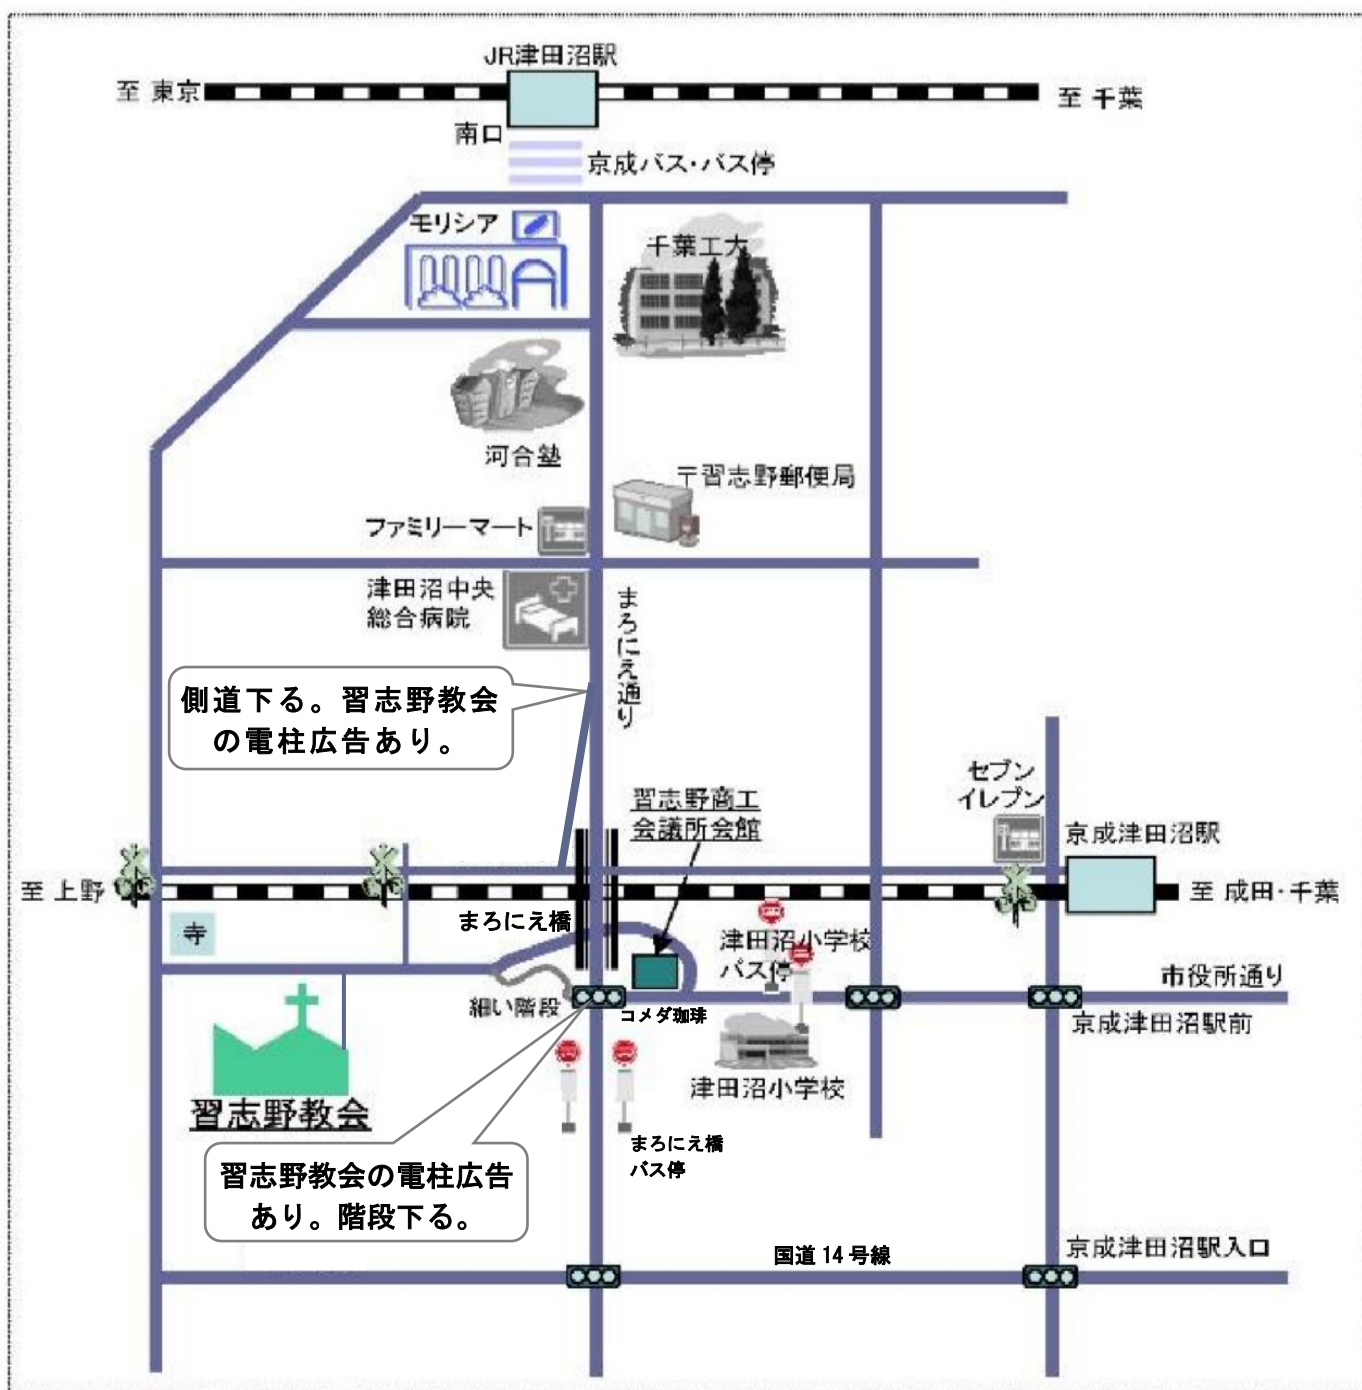 JR津田沼駅
至 東京
至 千葉
南口
京成バス・バス停
モリシア
千葉工大
河合塾
〒習志野郵便局
ファミリーマート
津田沼中央
総合病院
まろにえ通り
側道下る。習志野教会
の電柱広告あり。
セブン
イレブン
習志野商工
会議所会館
京成津田沼駅
至 上野
至 成田・千葉
まろにえ橋
寺
津田沼小学校
バス停
市役所通り
細い階段
コメダ珈琲
京成津田沼駅前
津田沼小学校
習志野教会
まろにえ橋
バス停
習志野教会の電柱広告
あり。階段下る。
国道14号線
京成津田沼駅入口